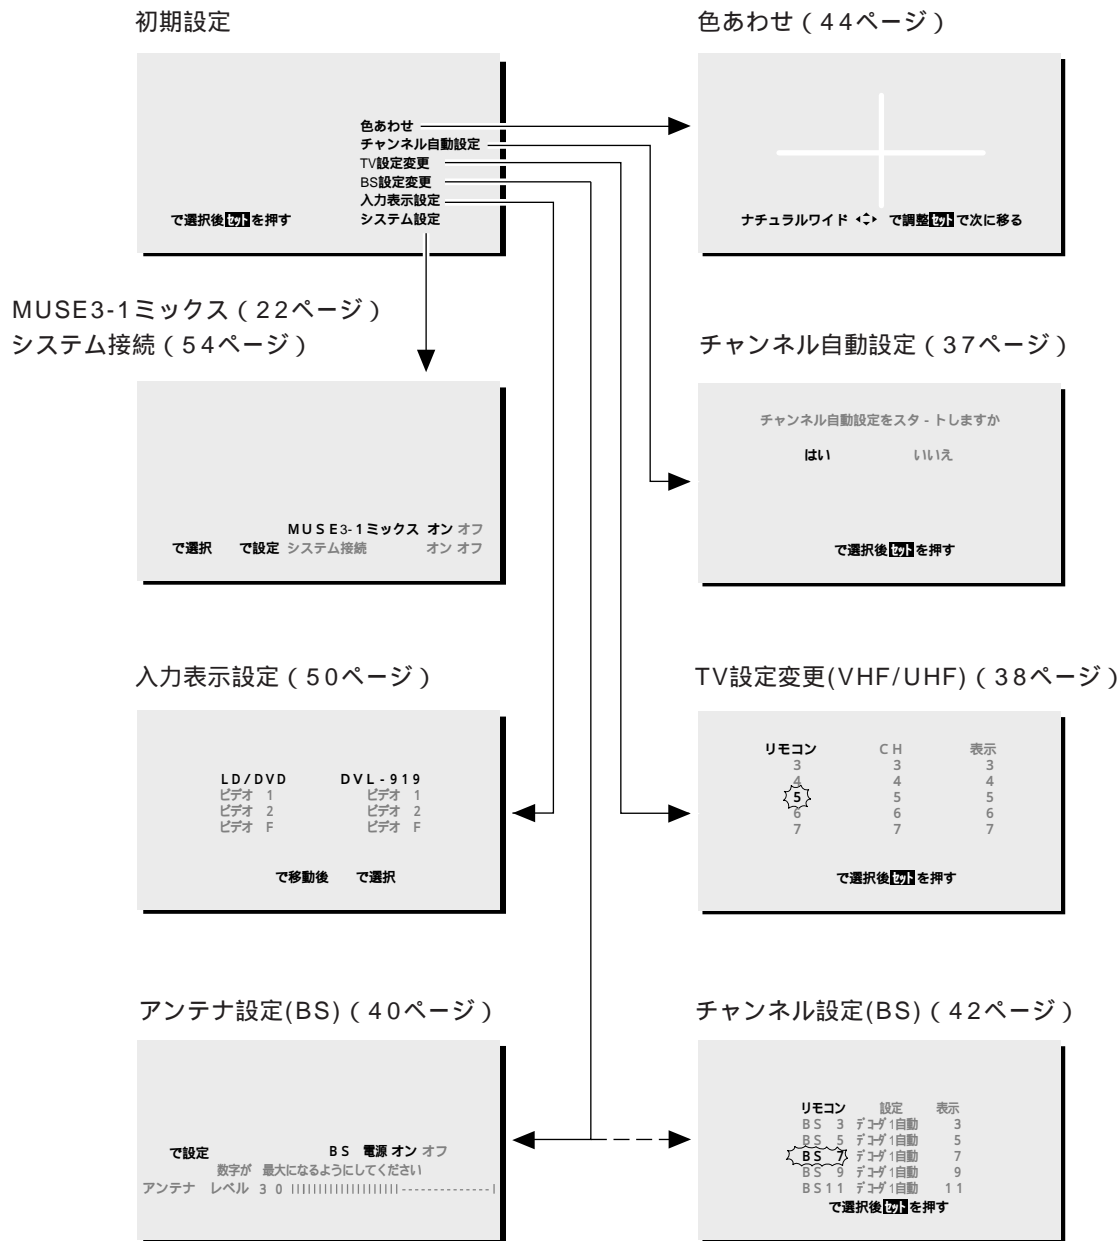 初期設定
色あわせ
チャンネル自動設定
TV設定変更
BS設定変更
入力表示設定
システム設定
で選択後セットを押す
色あわせ（44ページ）
ナチュラルワイド で調整セットで次に移る
MUSE3-1ミックス（22ページ）
システム接続（54ページ）
MUSE3-1ミックス オン オフ
で選択 で設定 システム接続 オン オフ
チャンネル自動設定（37ページ）
チャンネル自動設定をスタ-トしますか
はい いいえ
で選択後セットを押す
入力表示設定（50ページ）
LD/DVD DVL-919
ビデオ 1 ビデオ 1
ビデオ 2 ビデオ 2
ビデオ F ビデオ F
で移動後 で選択
TV設定変更(VHF/UHF)（38ページ）
リモコン CH 表示
3 3 3
4 4 4
5 5 5
6 6 6
7 7 7
で選択後セットを押す
アンテナ設定(BS)（40ページ）
で設定 BS 電源 オン オフ
数字が 最大になるようにしてください
アンテナ レベル 30 IIIIIIIIIIIIIIIIIII--------------I
チャンネル設定(BS)（42ページ）
リモコン 設定 表示
BS 3 デコーダ1自動 3
BS 5 デコーダ1自動 5
BS 7 デコーダ1自動 7
BS 9 デコーダ1自動 9
BS11 デコーダ1自動 11
で選択後セットを押す